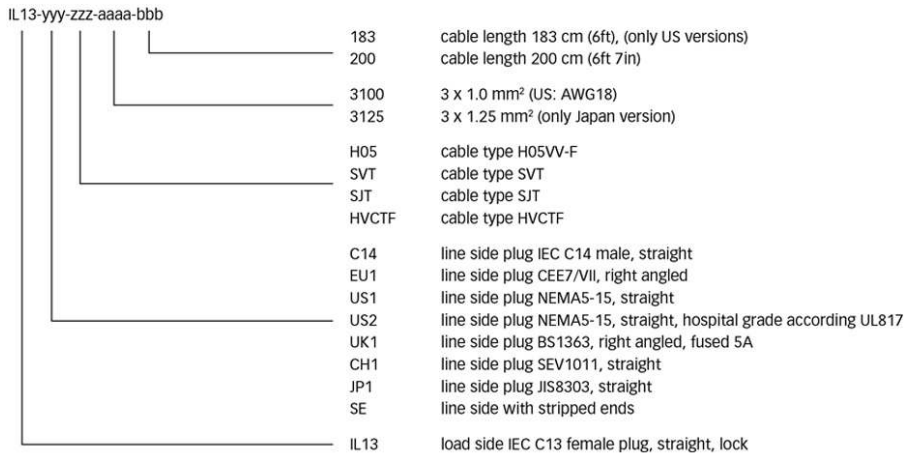 IL13-yyy-zzz-aaaa-bbb
183 cable length 183 cm (6ft), (only US versions)
200 cable length 200 cm (6ft 7in)
3100 3 x 1.0 mm² (US: AWG18)
3125 3 x 1.25 mm² (only Japan version)
H05 cable type H05VV-F
SVT cable type SVT
SJT cable type SJT
HVCTF cable type HVCTF
C14 line side plug IEC C14 male, straight
EU1 line side plug CEE7/VII, right angled
US1 line side plug NEMA5-15, straight
US2 line side plug NEMA5-15, straight, hospital grade according UL817
UK1 line side plug BS1363, right angled, fused 5A
CH1 line side plug SEV1011, straight
JP1 line side plug JIS8303, straight
SE line side with stripped ends
IL13 load side IEC C13 female plug, straight, lock